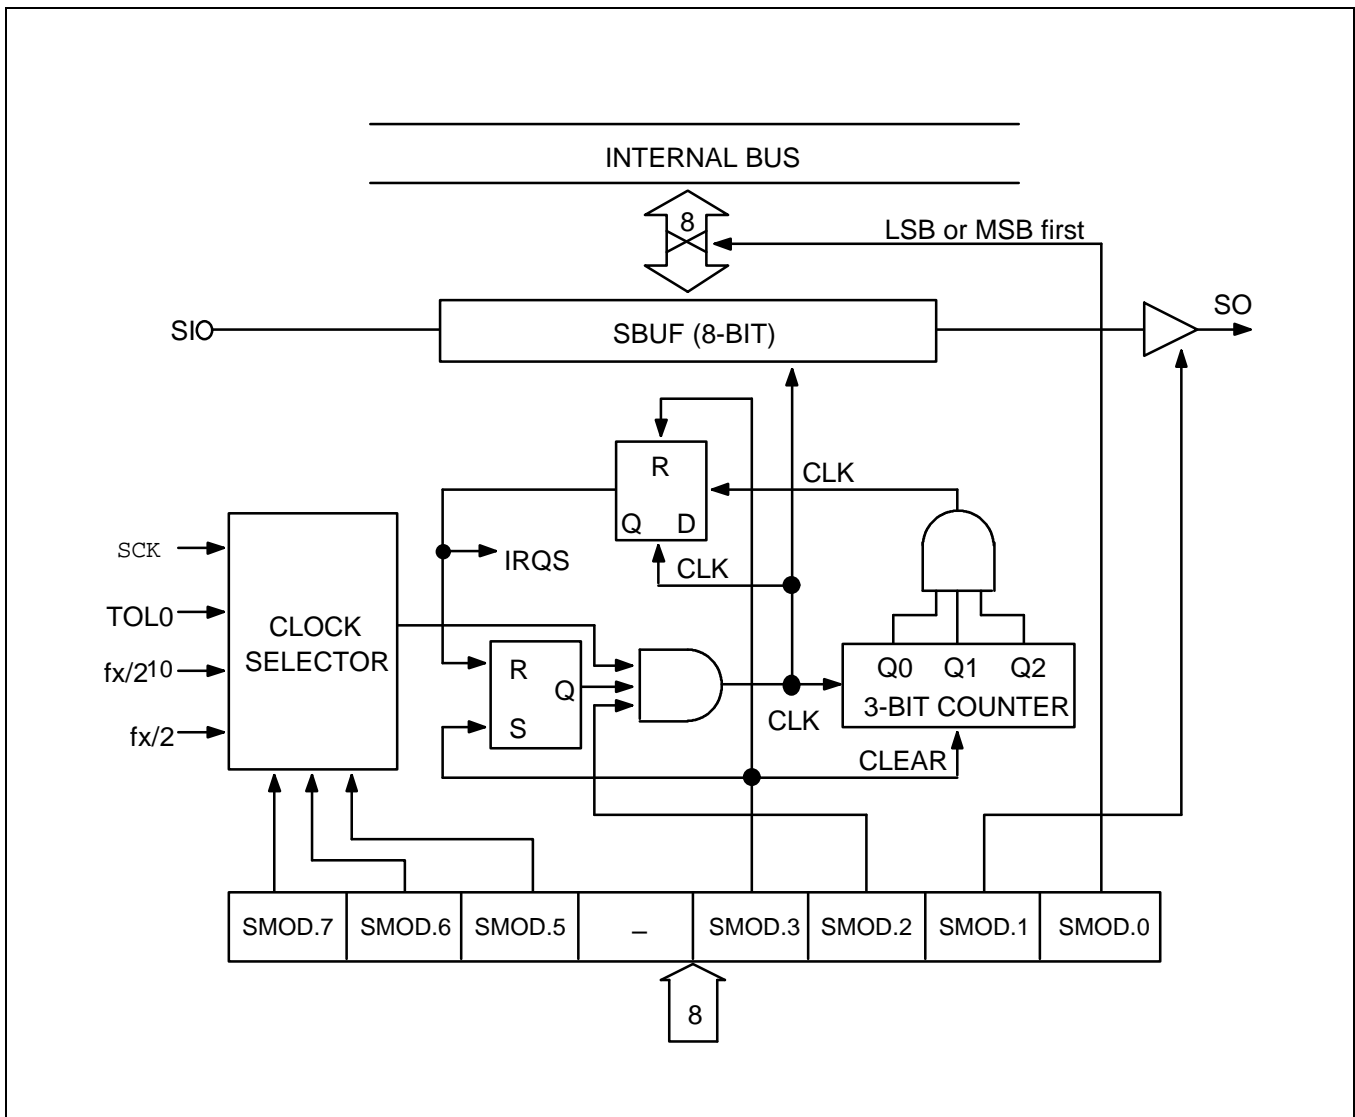 INTERNAL BUS
8
LSB or MSB first
SIO
SBUF (8-BIT)
SO
R
CLK
Q D
SCK
IRQS
CLK
TOL0
CLOCK
SELECTOR
fx/2¹⁰
R
Q
S
Q0 Q1 Q2
3-BIT COUNTER
CLK
fx/2
CLEAR
SMOD.7 SMOD.6 SMOD.5 – SMOD.3 SMOD.2 SMOD.1 SMOD.0
8